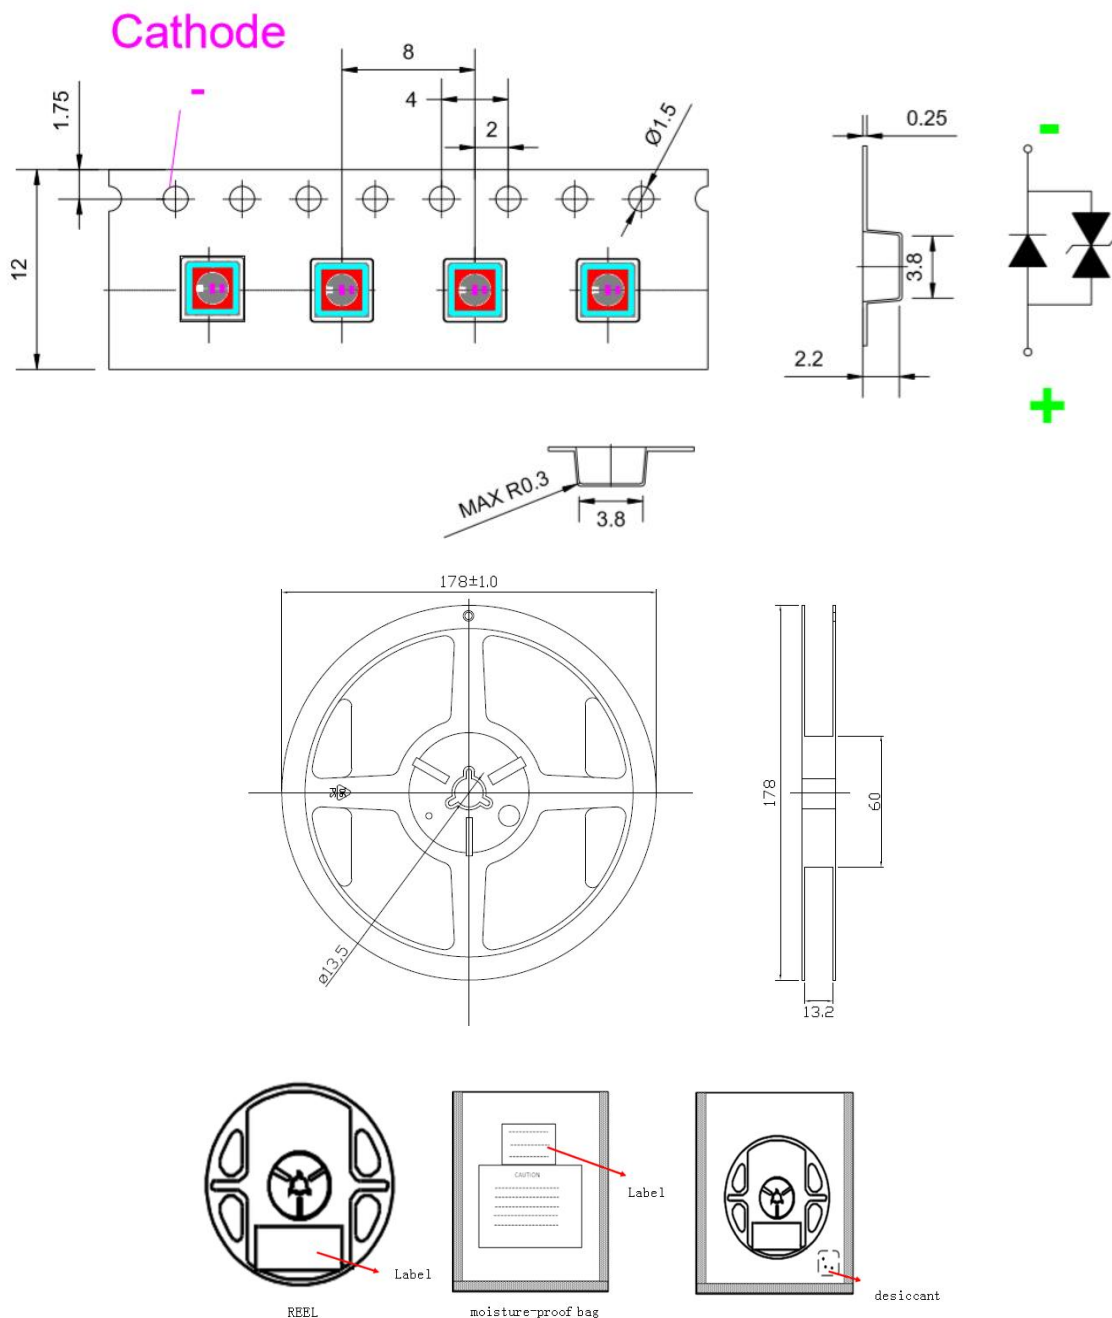 Cathode
-
8
4
2
1.75
Ø1.5
12
0.25
3.8
2.2
-
+
MAX R0.3
3.8
178±1.0
ø13,5
178
60
13.2
CAUTION
Label
Label
desiccant
REEL
moisture-proof bag